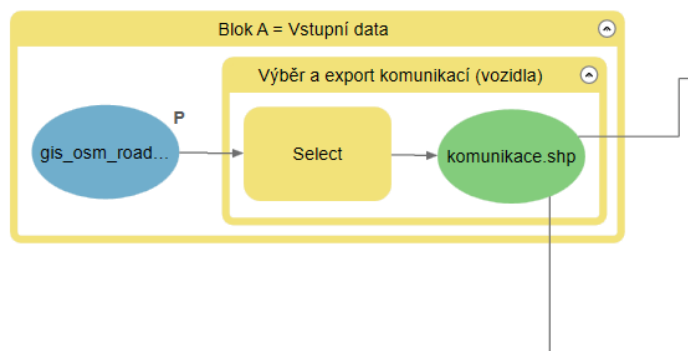 Blok A = Vstupní data
Výběr a export komunikací (vozidla)
P
gis_osm_road...
Select
komunikace.shp